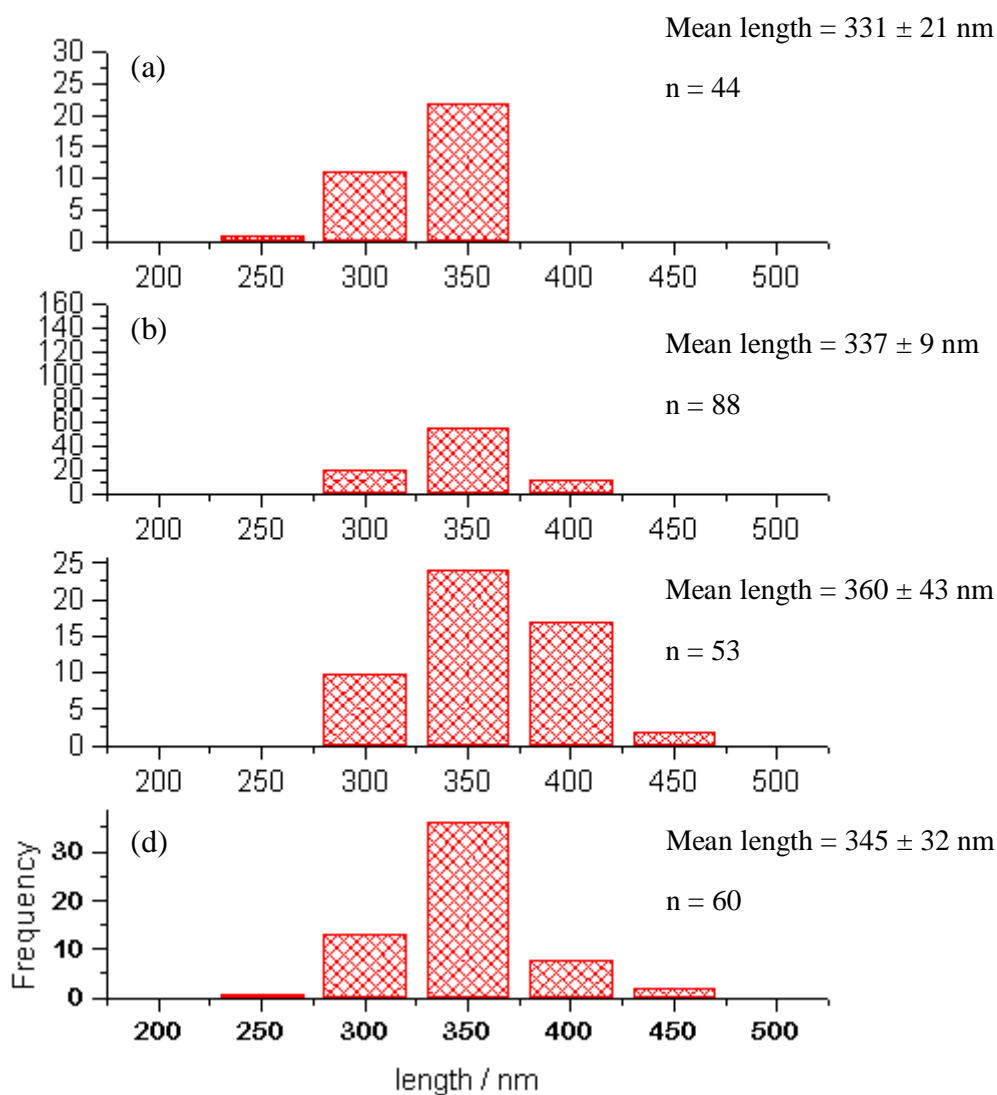 Mean length = 331 ± 21 nm
n = 44
(a)
30
25
20
15
10
5
0
200 250 300 350 400 450 500
Mean length = 337 ± 9 nm
n = 88
(b)
160
140
120
100
80
60
40
20
0
200 250 300 350 400 450 500
Mean length = 360 ± 43 nm
n = 53
25
20
15
10
5
0
200 250 300 350 400 450 500
Mean length = 345 ± 32 nm
n = 60
(d)
Frequency
30
20
10
0
200 250 300 350 400 450 500
length / nm